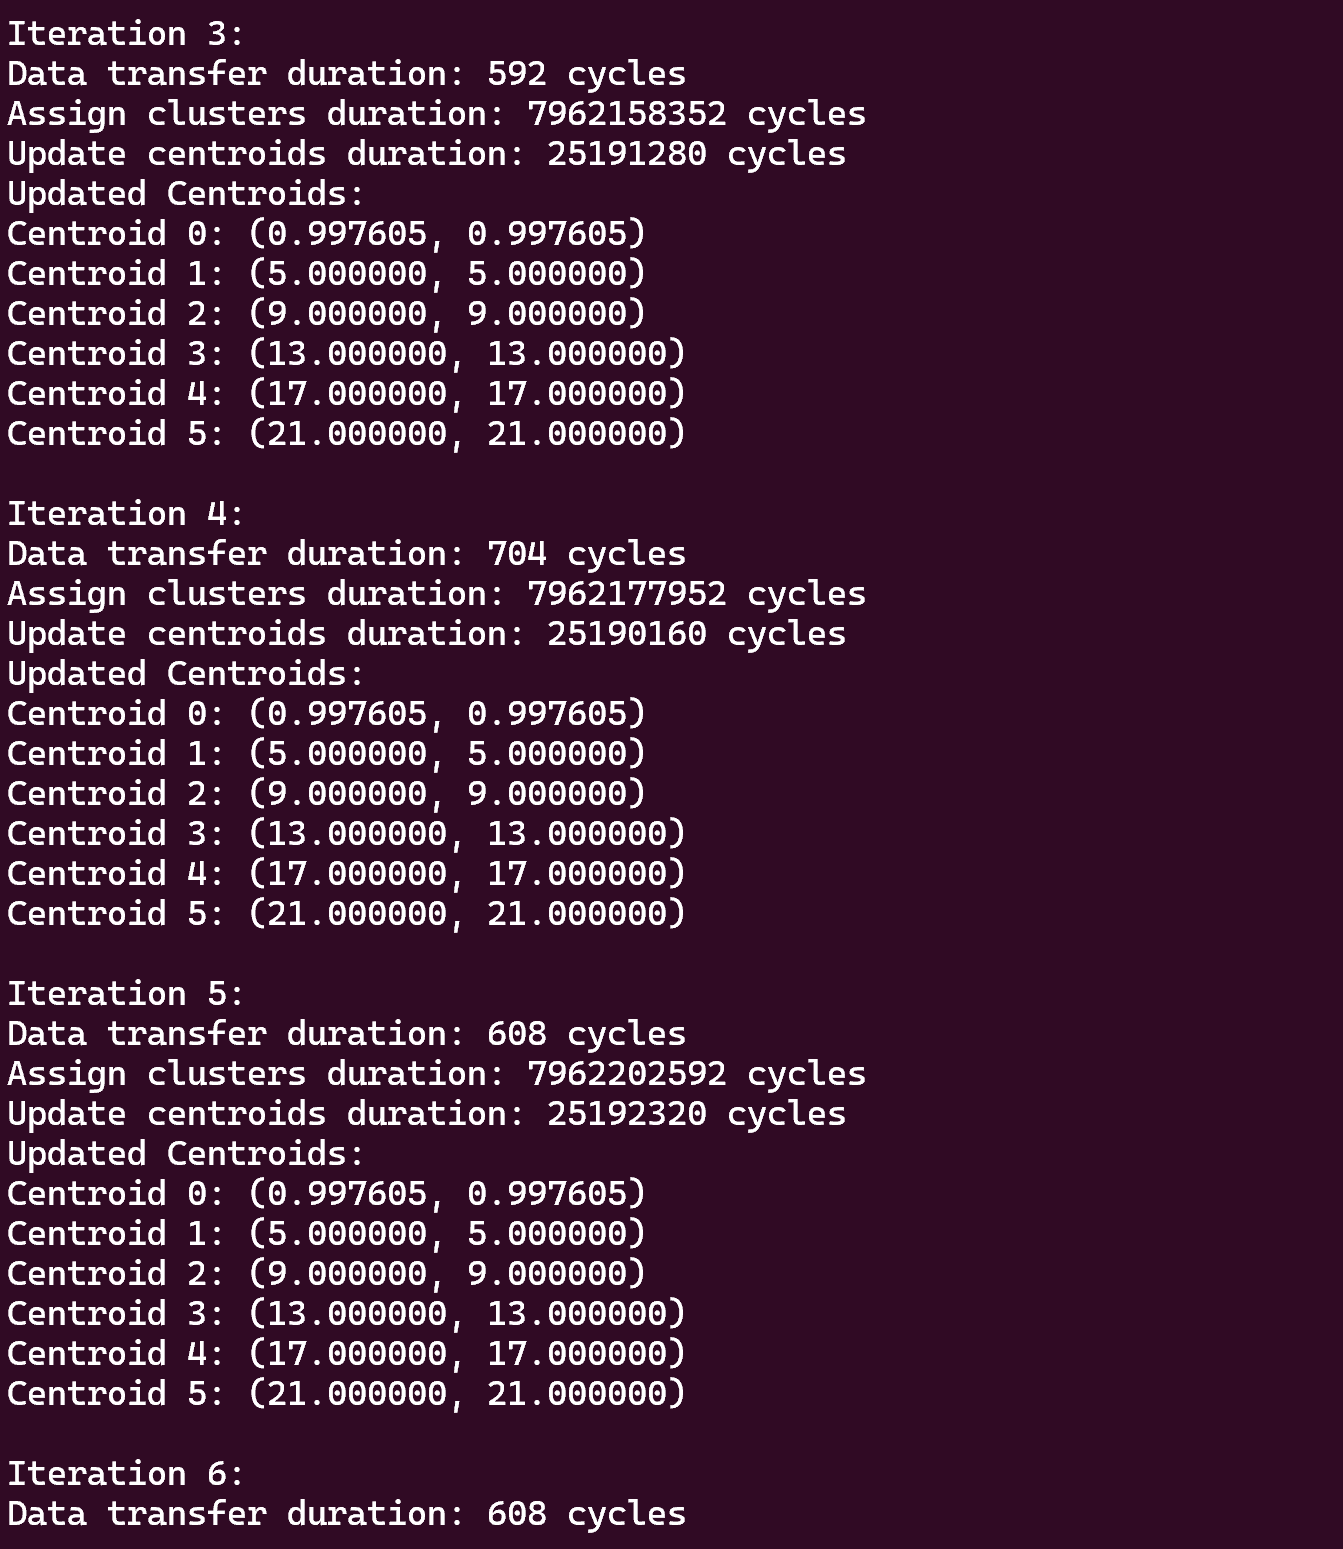 Iteration 3:
Data transfer duration: 592 cycles
Assign clusters duration: 7962158352 cycles
Update centroids duration: 25191280 cycles
Updated Centroids:
Centroid 0: (0.997605, 0.997605)
Centroid 1: (5.000000, 5.000000)
Centroid 2: (9.000000, 9.000000)
Centroid 3: (13.000000, 13.000000)
Centroid 4: (17.000000, 17.000000)
Centroid 5: (21.000000, 21.000000)
Iteration 4:
Data transfer duration: 704 cycles
Assign clusters duration: 7962177952 cycles
Update centroids duration: 25190160 cycles
Updated Centroids:
Centroid 0: (0.997605, 0.997605)
Centroid 1: (5.000000, 5.000000)
Centroid 2: (9.000000, 9.000000)
Centroid 3: (13.000000, 13.000000)
Centroid 4: (17.000000, 17.000000)
Centroid 5: (21.000000, 21.000000)
Iteration 5:
Data transfer duration: 608 cycles
Assign clusters duration: 7962202592 cycles
Update centroids duration: 25192320 cycles
Updated Centroids:
Centroid 0: (0.997605, 0.997605)
Centroid 1: (5.000000, 5.000000)
Centroid 2: (9.000000, 9.000000)
Centroid 3: (13.000000, 13.000000)
Centroid 4: (17.000000, 17.000000)
Centroid 5: (21.000000, 21.000000)
Iteration 6:
Data transfer duration: 608 cycles